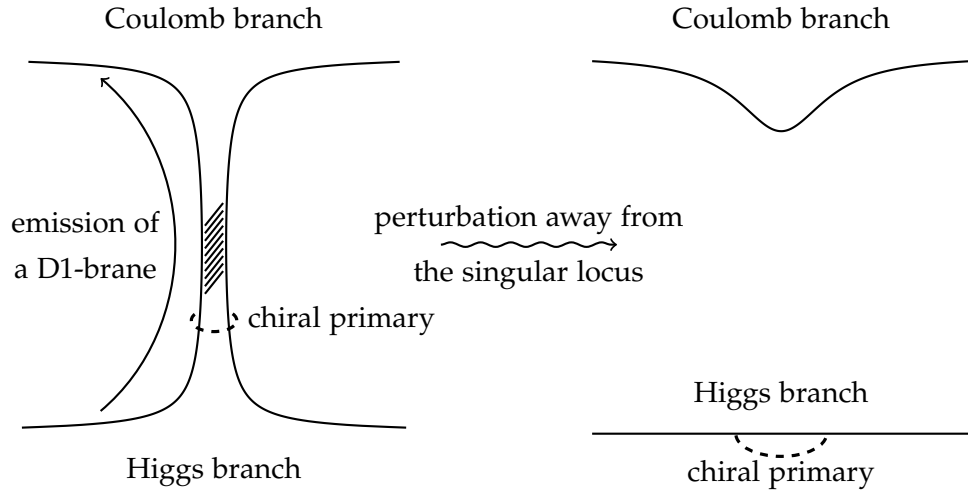 Coulomb branch
emission of
a D1-brane
chiral primary
Higgs branch
perturbation away from
the singular locus
Coulomb branch
Higgs branch
chiral primary